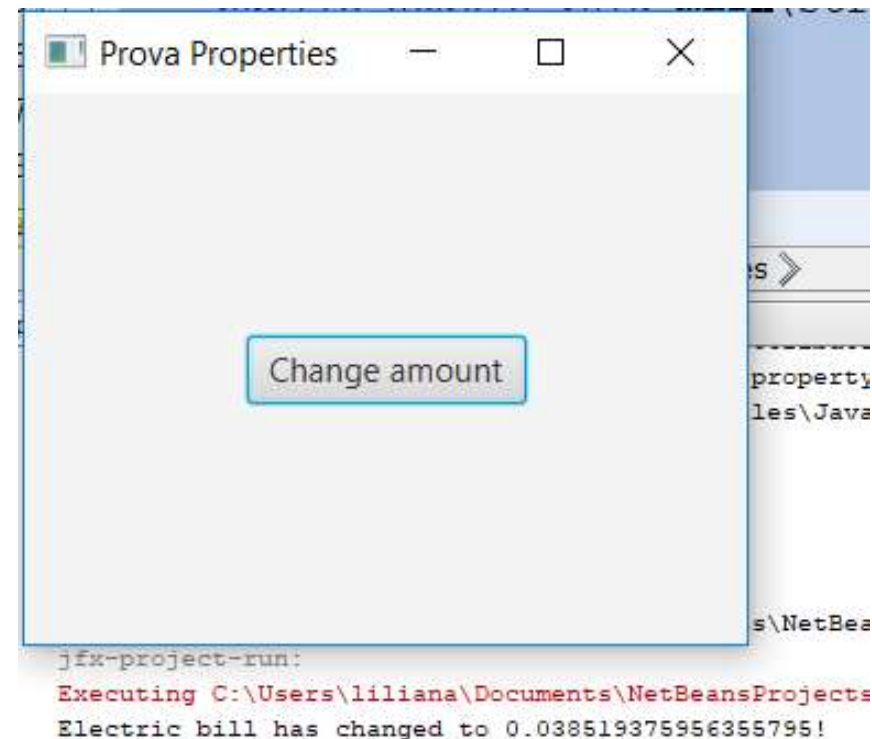 Prova Properties
Change amount
es
property
les\Java
s\NetBea
jfx-project-run:
Executing C:\Users\liliana\Documents\NetBeansProjects
Electric bill has changed to 0.038519375956355795!